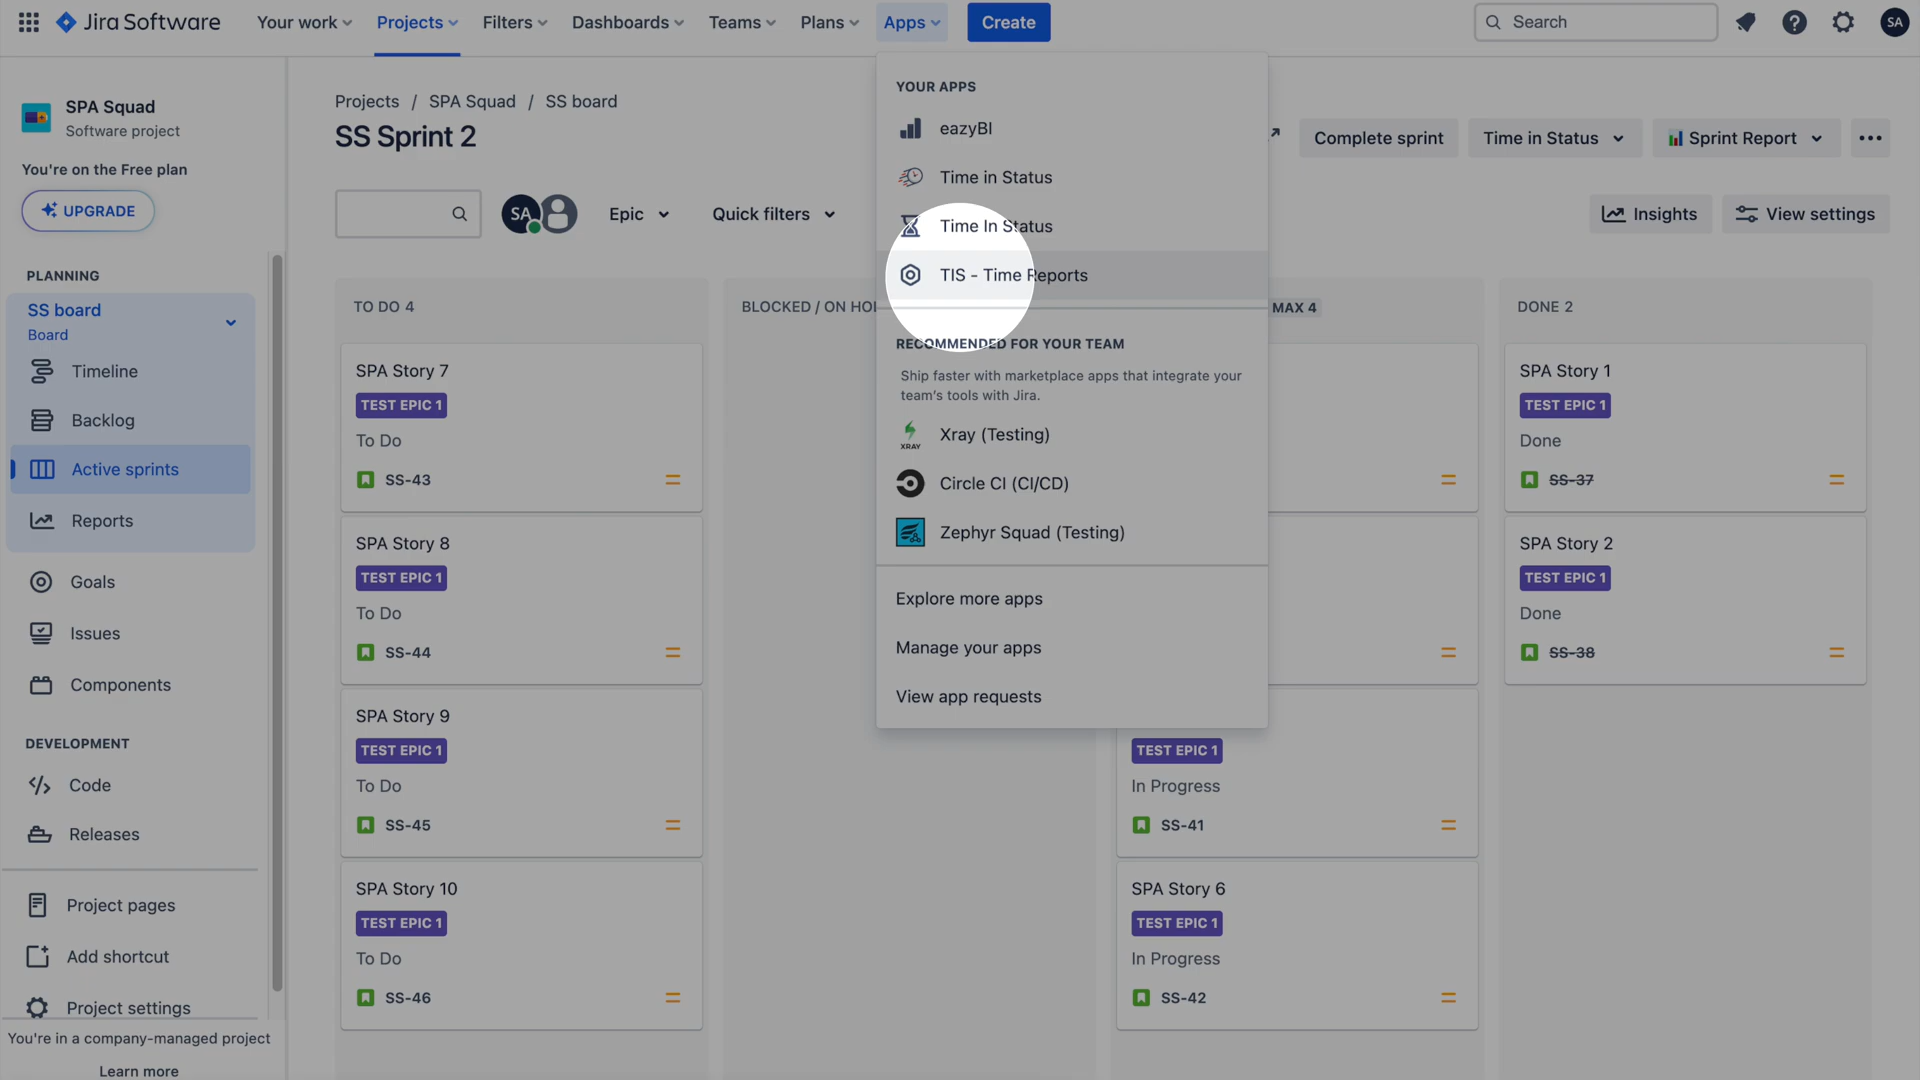 Jira Software
Your work
Projects
Filters
Dashboards
Teams
Plans
Apps
Create
Search
SA
SPA Squad
Software project
You're on the Free plan
UPGRADE
PLANNING
SS board
Board
Timeline
Backlog
Active sprints
Reports
Goals
Issues
Components
DEVELOPMENT
Code
Releases
Project pages
Add shortcut
Project settings
You're in a company-managed project
Learn more
Projects / SPA Squad / SS board
SS Sprint 2
Complete sprint
Time in Status
Sprint Report
SA
Epic
Quick filters
Insights
View settings
YOUR APPS
eazyBI
Time in Status
Time In Status
TIS - Time Reports
RECOMMENDED FOR YOUR TEAM
Ship faster with marketplace apps that integrate your
team's tools with Jira.
XRAY
Xray (Testing)
Circle CI (CI/CD)
Zephyr Squad (Testing)
Explore more apps
Manage your apps
View app requests
TO DO 4
SPA Story 7
TEST EPIC 1
To Do
SS-43
SPA Story 8
TEST EPIC 1
To Do
SS-44
SPA Story 9
TEST EPIC 1
To Do
SS-45
SPA Story 10
TEST EPIC 1
To Do
SS-46
BLOCKED / ON HO
MAX 4
TEST EPIC 1
In Progress
SS-41
SPA Story 6
TEST EPIC 1
In Progress
SS-42
DONE 2
SPA Story 1
TEST EPIC 1
Done
SS-37
SPA Story 2
TEST EPIC 1
Done
SS-38